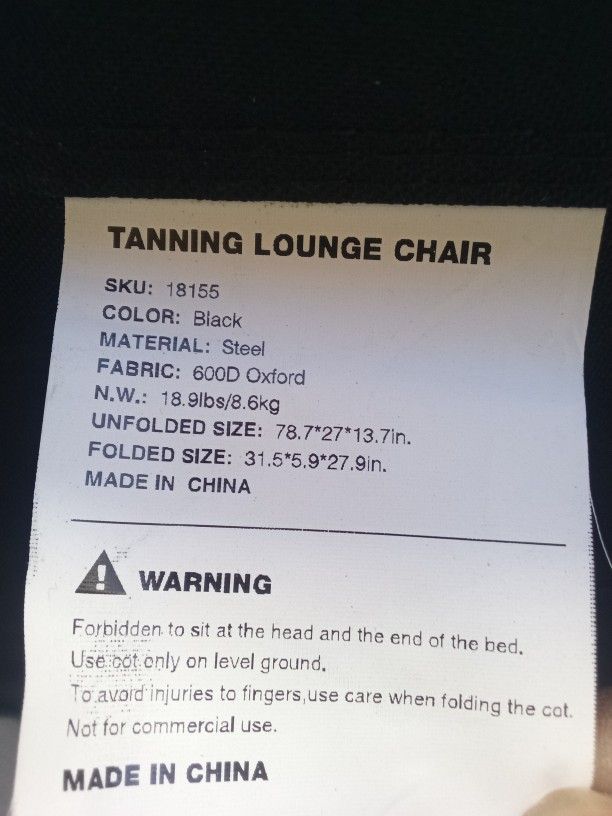 TANNING LOUNGE CHAIR
SKU: 18155
COLOR: Black
MATERIAL: Steel
FABRIC: 600D Oxford
N.W.: 18.9lbs/8.6kg
UNFOLDED SIZE: 78.7*27*13.7in.
FOLDED SIZE: 31.5*5.9*27.9in.
MADE IN CHINA
WARNING
Forbidden to sit at the head and the end of the bed.
Use cot only on level ground.
To avoid injuries to fingers,use care when folding the cot.
Not for commercial use.
MADE IN CHINA